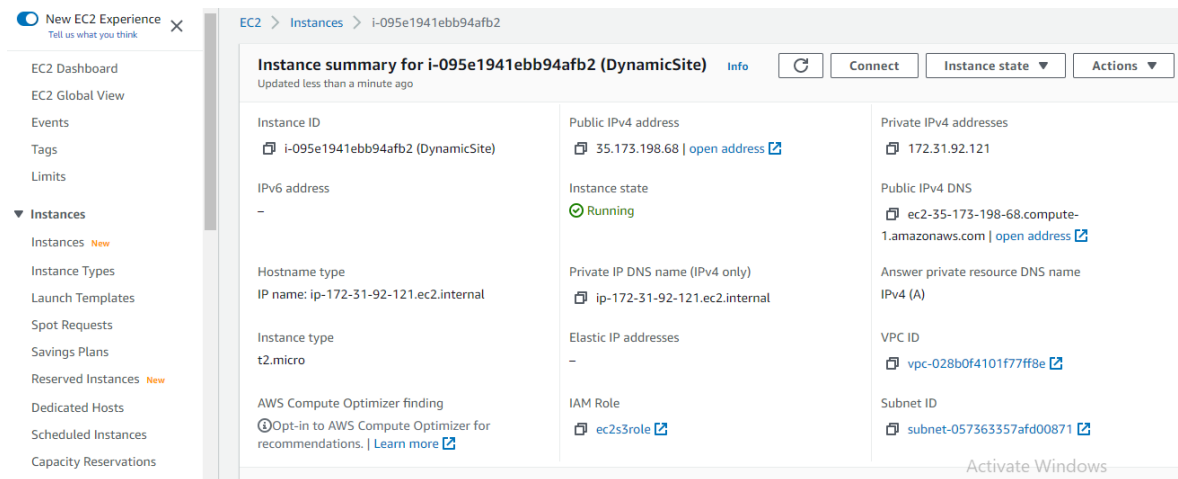 New EC2 Experience
Tell us what you think
EC2 Dashboard
EC2 Global View
Events
Tags
Limits
Instances
Instances New
Instance Types
Launch Templates
Spot Requests
Savings Plans
Reserved Instances New
Dedicated Hosts
Scheduled Instances
Capacity Reservations
EC2 Instances i-095e1941ebb94afb2
Instance summary for i-095e1941ebb94afb2 (DynamicSite) Info Connect Instance state Actions
Updated less than a minute ago
Instance ID
i-095e1941ebb94afb2 (DynamicSite)
Public IPv4 address
35.173.198.68 | open address
Private IPv4 addresses
172.31.92.121
IPv6 address
–
Instance state
Running
Public IPv4 DNS
ec2-35-173-198-68.compute-
1.amazonaws.com | open address
Hostname type
IP name: ip-172-31-92-121.ec2.internal
Private IP DNS name (IPv4 only)
ip-172-31-92-121.ec2.internal
Answer private resource DNS name
IPv4 (A)
Instance type
t2.micro
Elastic IP addresses
–
VPC ID
vpc-028b0f4101f77ff8e
AWS Compute Optimizer finding
Opt-in to AWS Compute Optimizer for
recommendations. | Learn more
IAM Role
ec2s3role
Subnet ID
subnet-057363357afd00871
Activate Windows